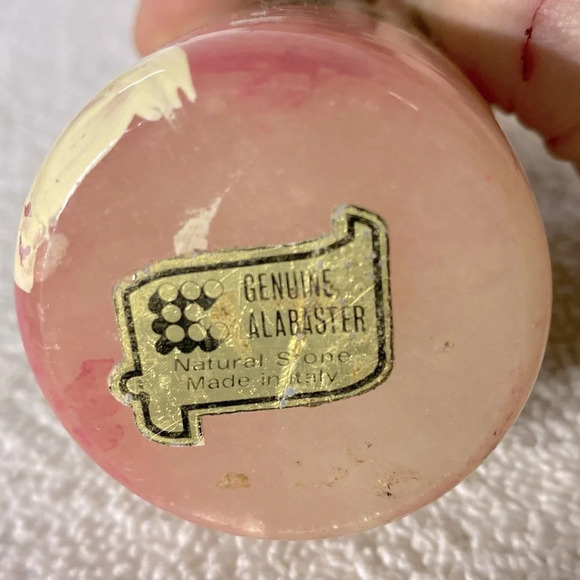 GENUINE
ALABASTER
Natural Stone
Made in Italy